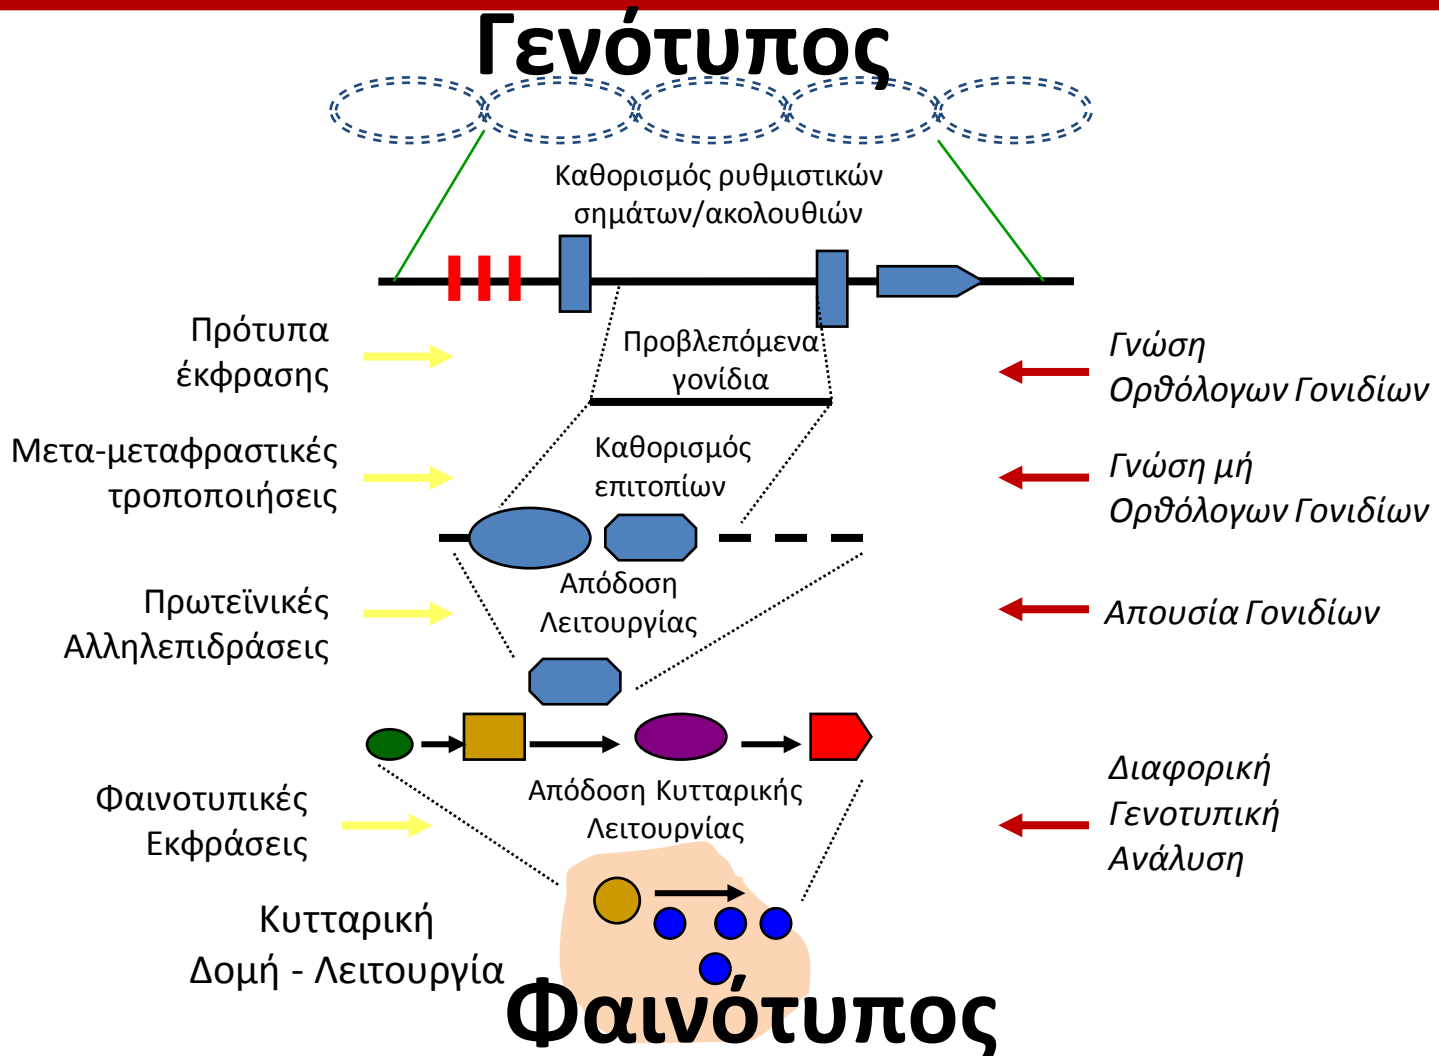 Γενότυπος
Καθορισμός ρυθμιστικών
σημάτων/ακολουθιών
Πρότυπα
έκφρασης
Προβλεπόμενα
γονίδια
Γνώση
Ορθόλογων Γονιδίων
Μετα-μεταφραστικές
τροποποιήσεις
Καθορισμός
επιτοπίων
Γνώση μή
Ορθόλογων Γονιδίων
Πρωτεϊνικές
Αλληλεπιδράσεις
Απόδοση
Λειτουργίας
Απουσία Γονιδίων
Φαινοτυπικές
Εκφράσεις
Απόδοση Κυτταρικής
Λειτουργίας
Διαφορική
Γενοτυπική
Ανάλυση
Κυτταρική
Δομή - Λειτουργία
Φαινότυπος